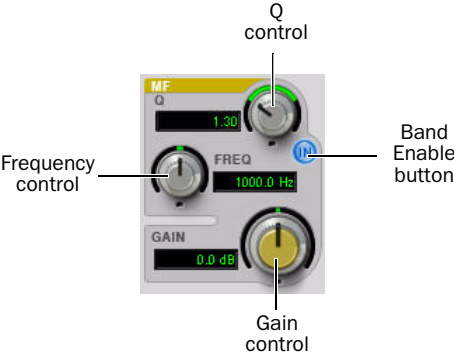 Q
control
MF
Q
1.30
IN
Band
Enable
button
Frequency
control
FREQ
1000.0 Hz
GAIN
0.0 dB
Gain
control